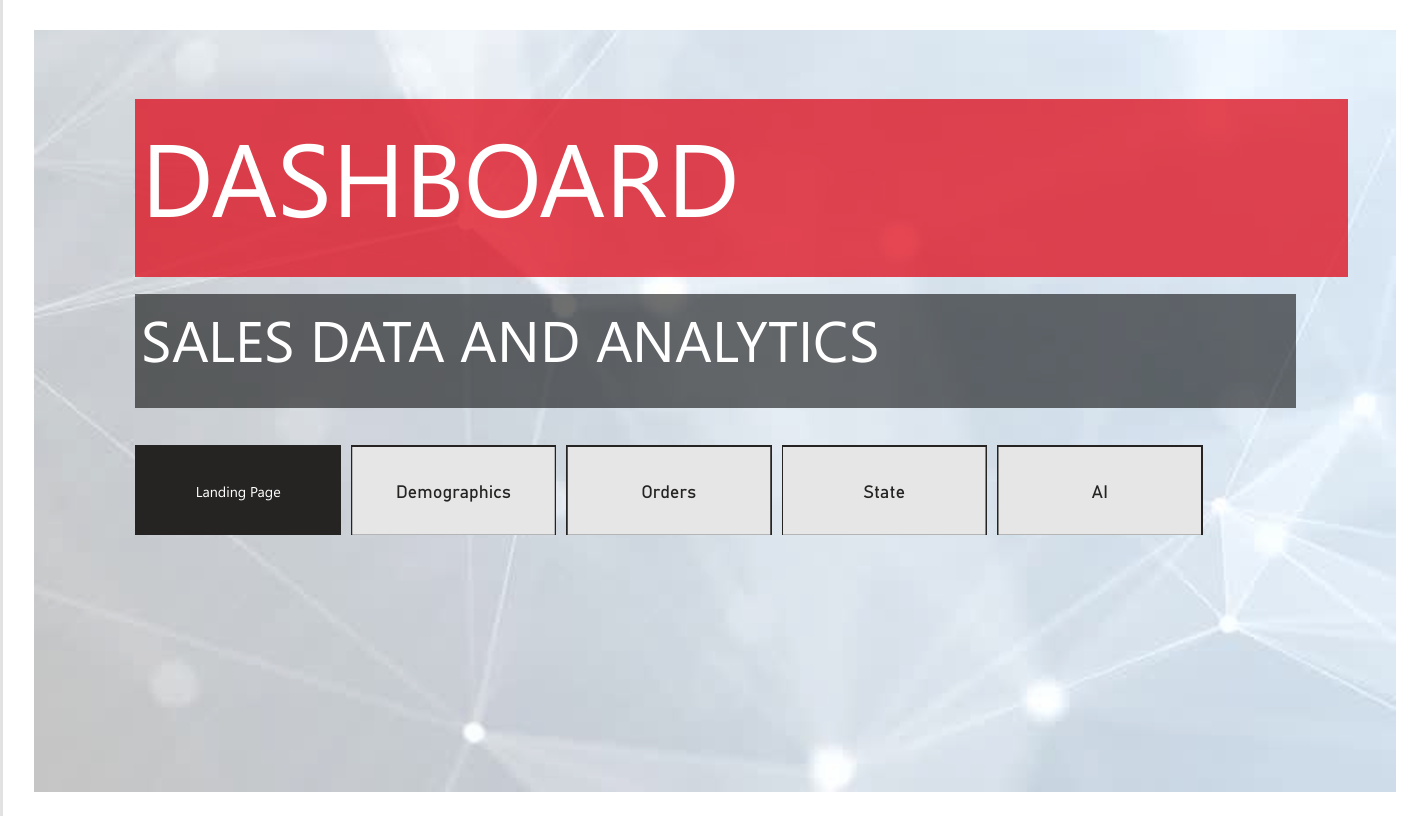 DASHBOARD
SALES DATA AND ANALYTICS
Landing Page
Demographics
Orders
State
AI